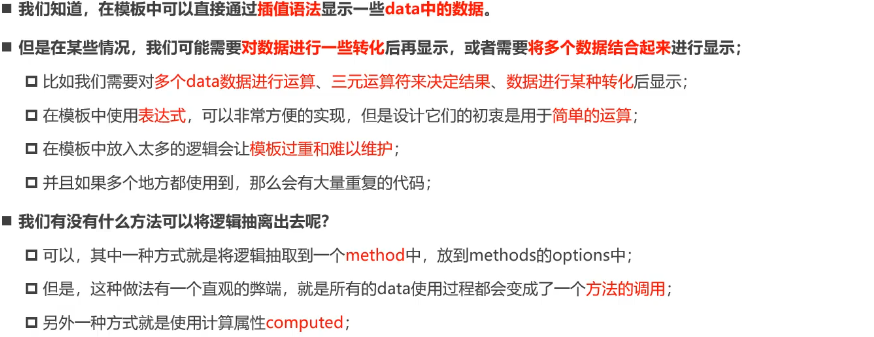 ■ 我们知道，在模板中可以直接通过插值语法显示一些data中的数据。
■ 但是在某些情况，我们可能需要对数据进行一些转化后再显示，或者需要将多个数据结合起来进行显示；
□ 比如我们需要对多个data数据进行运算、三元运算符来决定结果、数据进行某种转化后显示；
□ 在模板中使用表达式，可以非常方便的实现，但是设计它们的初衷是用于简单的运算；
□ 在模板中放入太多的逻辑会让模板过重和难以维护；
□ 并且如果多个地方都使用到，那么会有大量重复的代码；
■ 我们有没有什么方法可以将逻辑抽离出去呢？
□ 可以，其中一种方式就是将逻辑抽取到一个method中，放到methods的options中；
□ 但是，这种做法有一个直观的弊端，就是所有的data使用过程都会变成了一个方法的调用；
□ 另外一种方式就是使用计算属性computed；